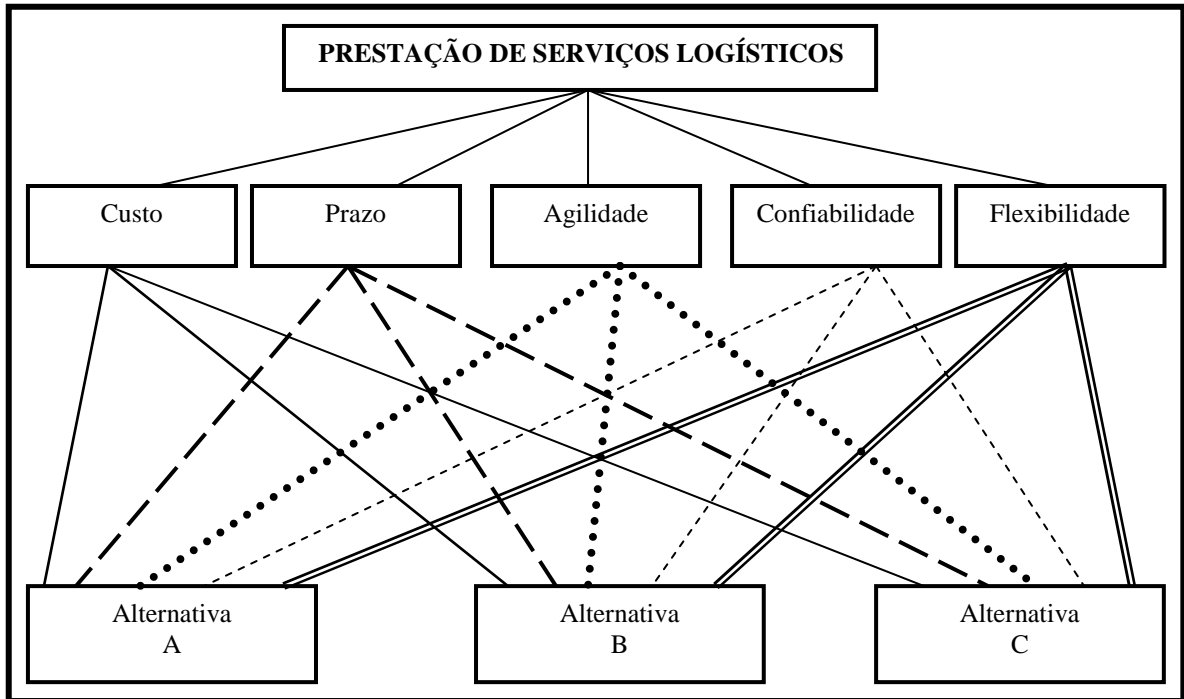 PRESTAÇÃO DE SERVIÇOS LOGÍSTICOS
Custo
Prazo
Agilidade
Confiabilidade
Flexibilidade
Alternativa
A
Alternativa
B
Alternativa
C